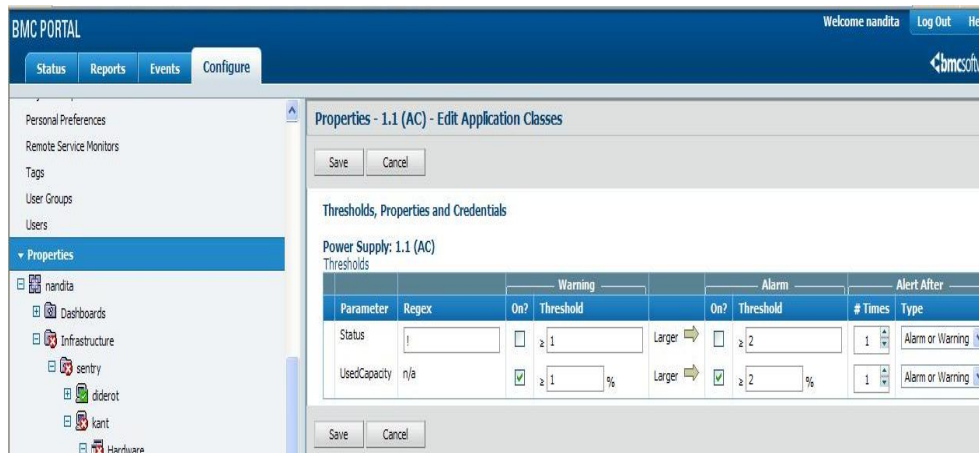 BMC PORTAL
Welcome nandita Log Out
Status Reports Events Configure
Personal Preferences
Remote Service Monitors
Tags
User Groups
Users
Properties
nandita
Dashboards
Infrastructure
sentry
diderot
kant
Hardware
Properties - 1.1 (AC) - Edit Application Classes
Save Cancel
Thresholds, Properties and Credentials
Power Supply: 1.1 (AC)
Thresholds
Warning Alarm Alert After
Parameter Regex On? Threshold On? Threshold # Times Type
Status ! ≥ 1 Larger ≥ 2 1 Alarm or Warning
UsedCapacity n/a ≥ 1 % Larger ≥ 2 % 1 Alarm or Warning
Save Cancel